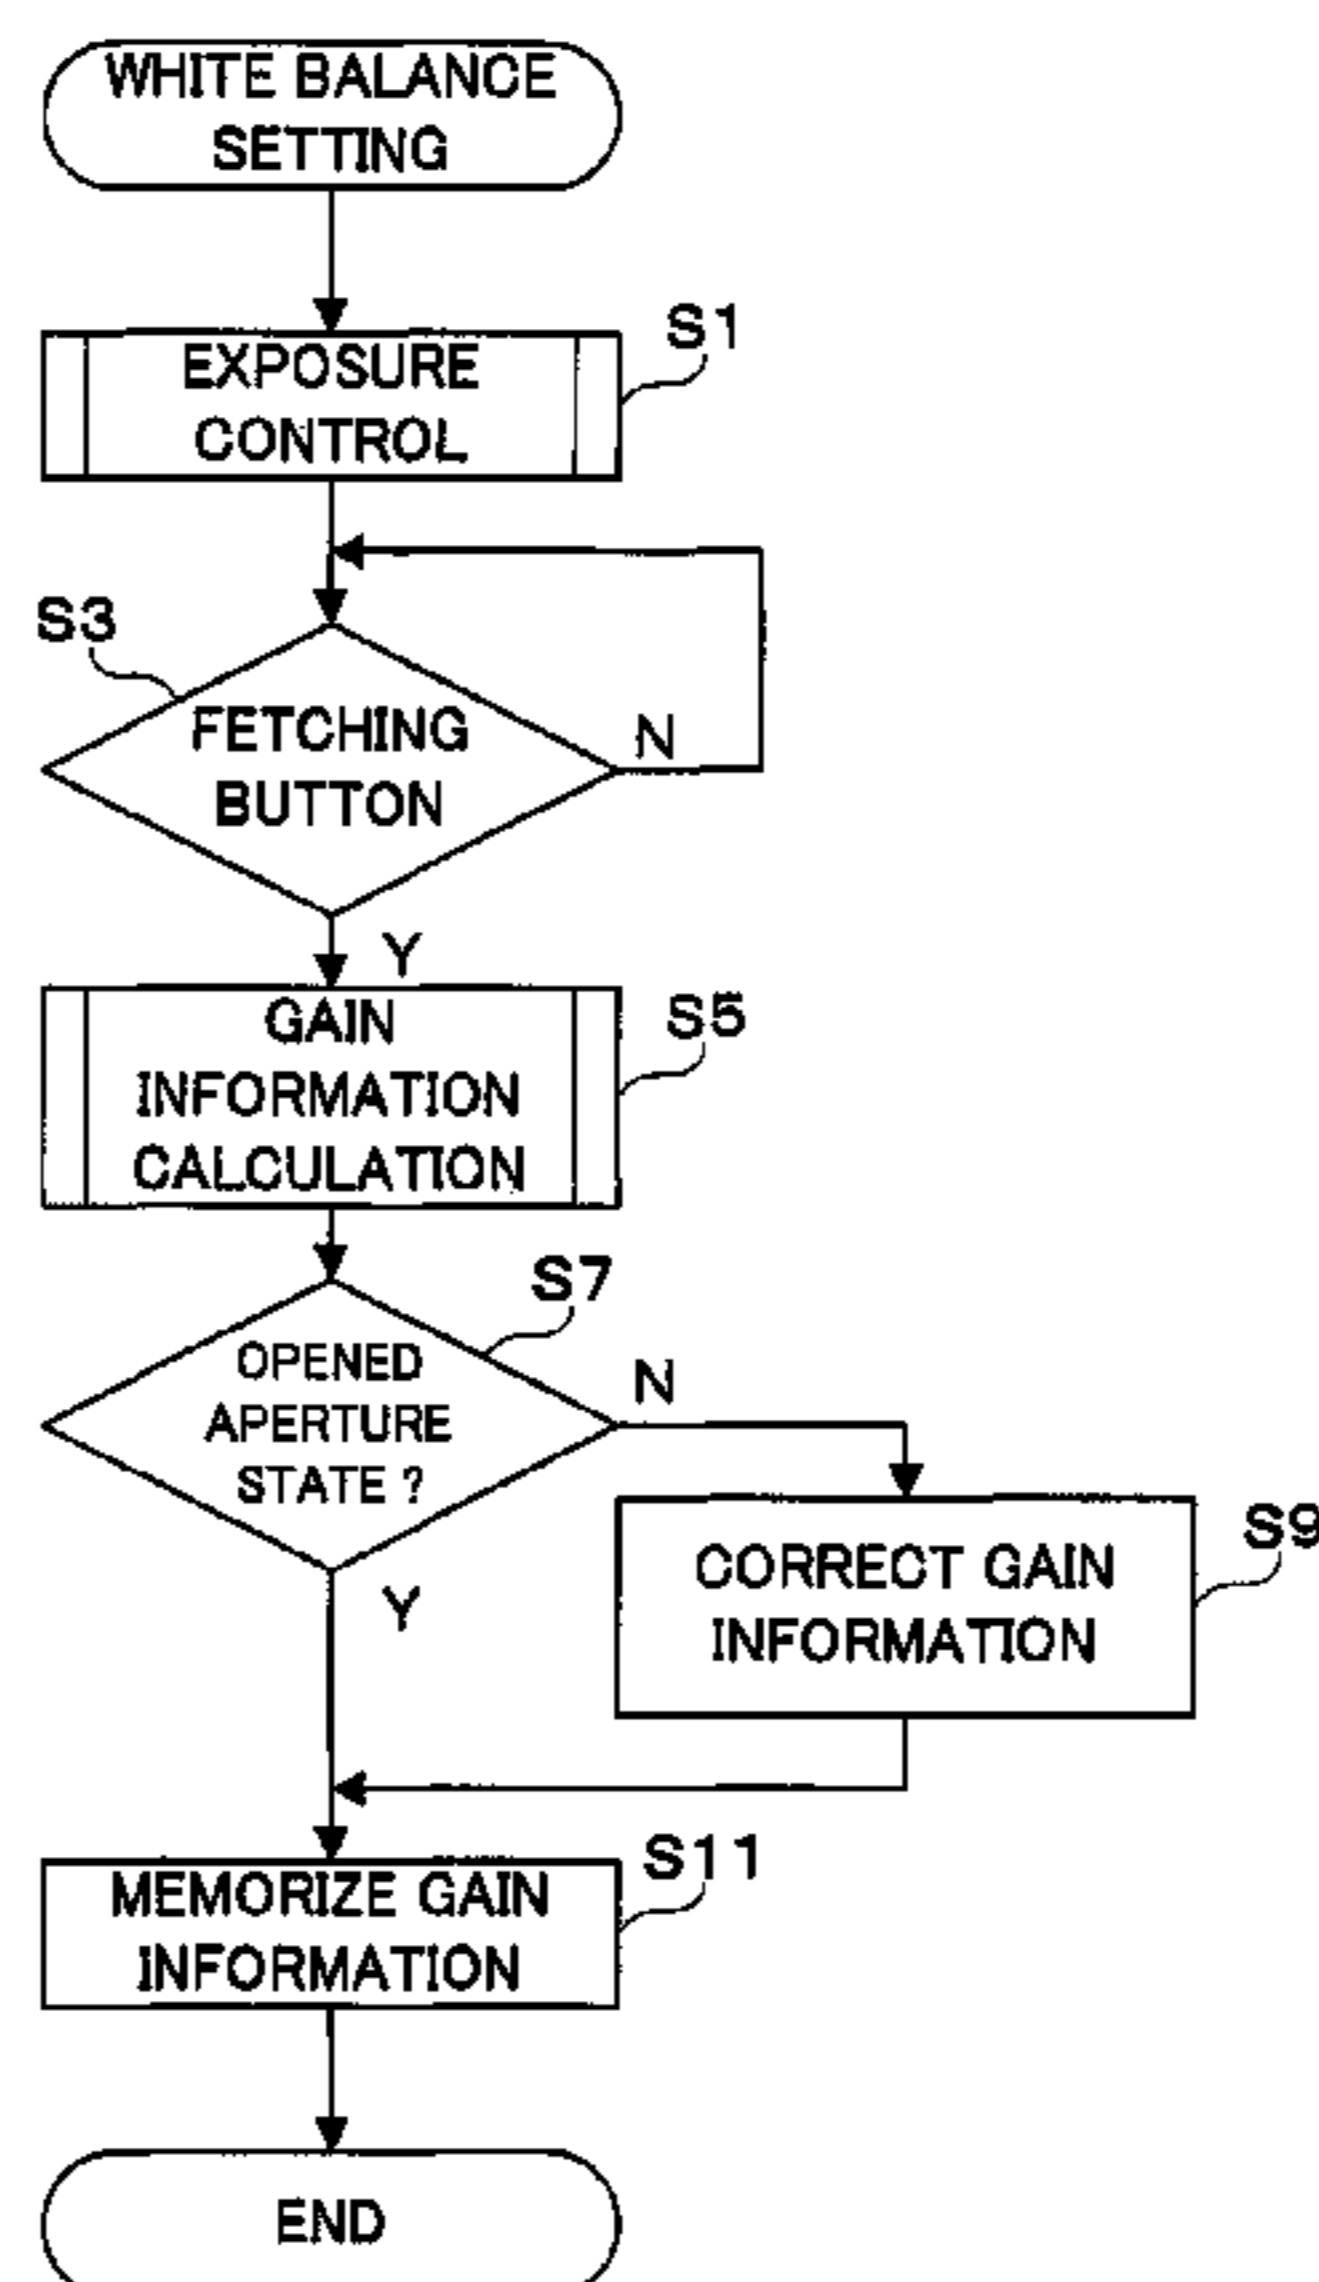 WHITE BALANCE
SETTING
S1
EXPOSURE
CONTROL
S3
FETCHING
BUTTON
N
Y
GAIN
INFORMATION
CALCULATION
S5
S7
OPENED
APERTURE
STATE ?
N
Y
CORRECT GAIN
INFORMATION
S9
S11
MEMORIZE GAIN
INFORMATION
END